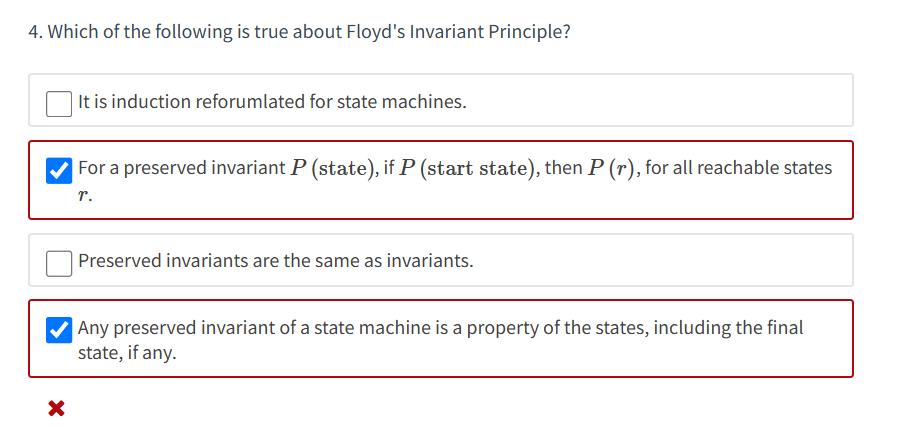 4. Which of the following is true about Floyd's Invariant Principle?
It is induction reforumlated for state machines.
For a preserved invariant P (state), if P (start state), then P (r), for all reachable states
r.
Preserved invariants are the same as invariants.
Any preserved invariant of a state machine is a property of the states, including the final
state, if any.